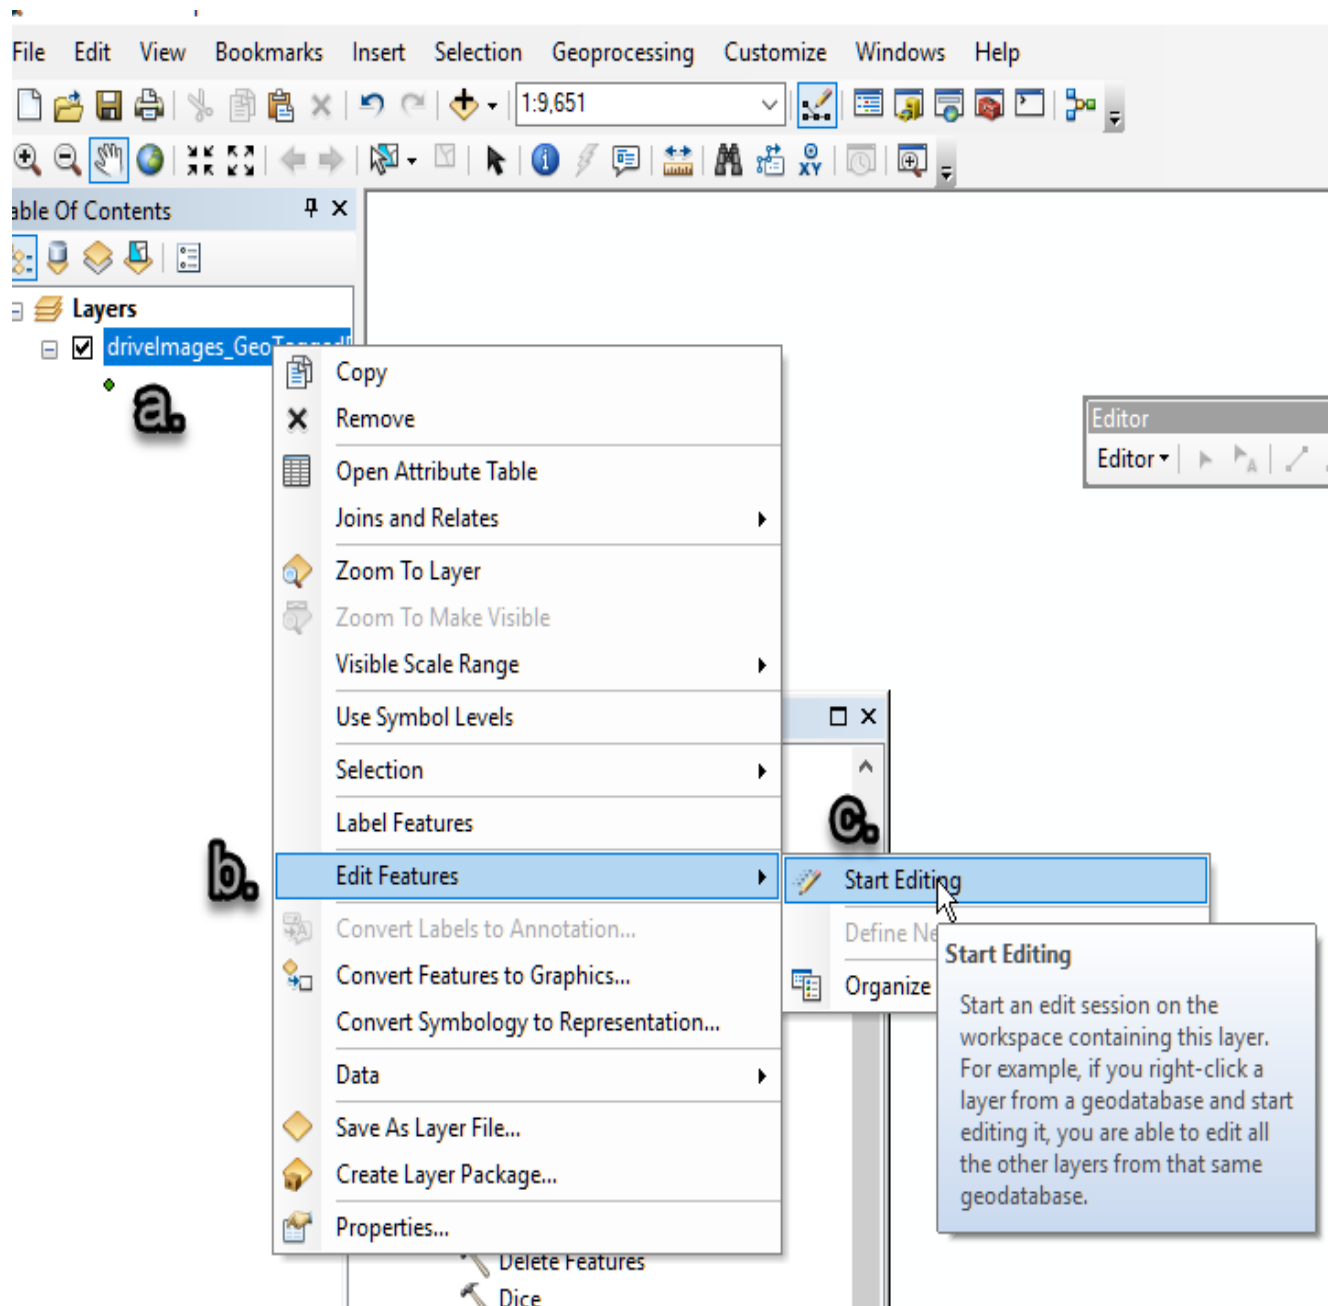 File Edit View Bookmarks Insert Selection Geoprocessing Customize Windows Help
1:9,651
able Of Contents
Layers
driveImages_GeoTagged
a.
Copy
Remove
Editor
Open Attribute Table
Editor
Joins and Relates
Zoom To Layer
Zoom To Make Visible
Visible Scale Range
Use Symbol Levels
Selection
Label Features
c.
b.
Edit Features
Start Editing
Convert Labels to Annotation...
Define Ne
Start Editing
Convert Features to Graphics...
Organize
Start an edit session on the
Convert Symbology to Representation...
workspace containing this layer.
For example, if you right-click a
Data
layer from a geodatabase and start
Save As Layer File...
editing it, you are able to edit all
Create Layer Package...
the other layers from that same
geodatabase.
Properties...
Delete Features
Dice